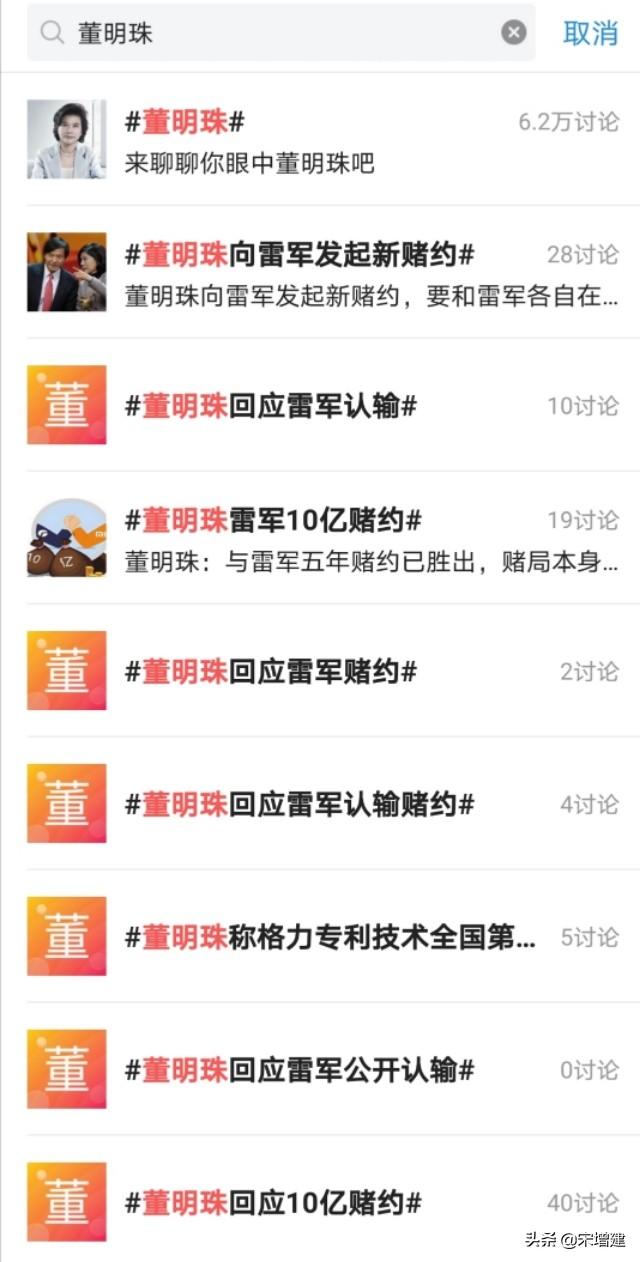 董明珠
取消
#董明珠#
6.2万讨论
来聊聊你眼中董明珠吧
#董明珠向雷军发起新赌约#
28讨论
董明珠向雷军发起新赌约，要和雷军各自在...
董
#董明珠回应雷军认输#
10讨论
#董明珠雷军10亿赌约#
19讨论
董明珠：与雷军五年赌约已胜出，赌局本身...
10
亿
董
#董明珠回应雷军赌约#
2讨论
董
#董明珠回应雷军认输赌约#
4讨论
董
#董明珠称格力专利技术全国第...
5讨论
董
#董明珠回应雷军公开认输#
0讨论
董
#董明珠回应10亿赌约#
40讨论
头条 @宋增建